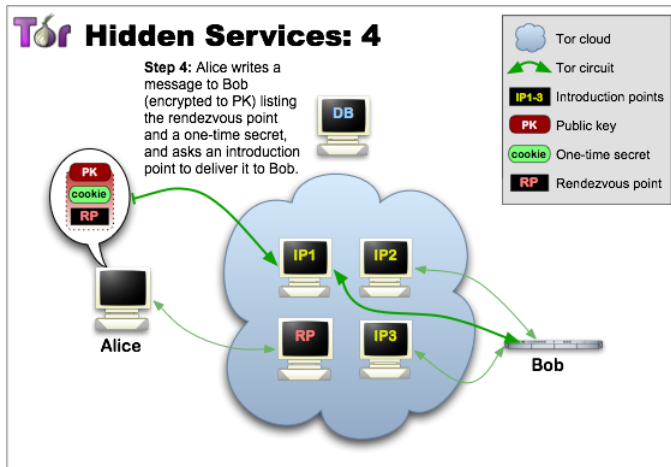 Tor Hidden Services: 4
Step 4: Alice writes a
message to Bob
(encrypted to PK) listing
the rendezvous point
and a one-time secret,
and asks an introduction
point to deliver it to Bob.
DB
Tor cloud
Tor circuit
IP1-3 Introduction points
PK Public key
cookie One-time secret
RP Rendezvous point
PK
cookie
RP
IP1
IP2
RP
IP3
Alice
Bob